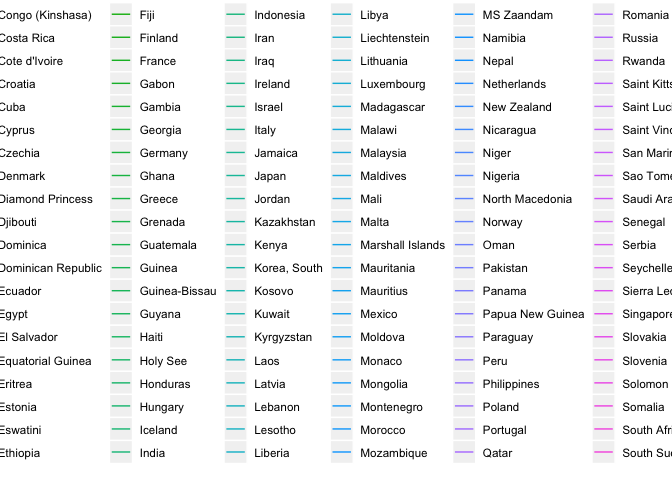 Congo (Kinshasa) Fiji Indonesia Libya MS Zaandam Romania
Costa Rica Finland Iran Liechtenstein Namibia Russia
Cote d'Ivoire France Iraq Lithuania Nepal Rwanda
Croatia Gabon Ireland Luxembourg Netherlands Saint Kitts
Cuba Gambia Israel Madagascar New Zealand Saint Luc
Cyprus Georgia Italy Malawi Nicaragua Saint Vinc
Czechia Germany Jamaica Malaysia Niger San Marin
Denmark Ghana Japan Maldives Nigeria Sao Tome
Diamond Princess Greece Jordan Mali North Macedonia Saudi Ara
Djibouti Grenada Kazakhstan Malta Norway Senegal
Dominica Guatemala Kenya Marshall Islands Oman Serbia
Dominican Republic Guinea Korea, South Mauritania Pakistan Seychelle
Ecuador Guinea-Bissau Kosovo Mauritius Panama Sierra Leo
Egypt Guyana Kuwait Mexico Papua New Guinea Singapore
El Salvador Haiti Kyrgyzstan Moldova Paraguay Slovakia
Equatorial Guinea Holy See Laos Monaco Peru Slovenia
Eritrea Honduras Latvia Mongolia Philippines Solomon
Estonia Hungary Lebanon Montenegro Poland Somalia
Eswatini Iceland Lesotho Morocco Portugal South Afri
Ethiopia India Liberia Mozambique Qatar South Su